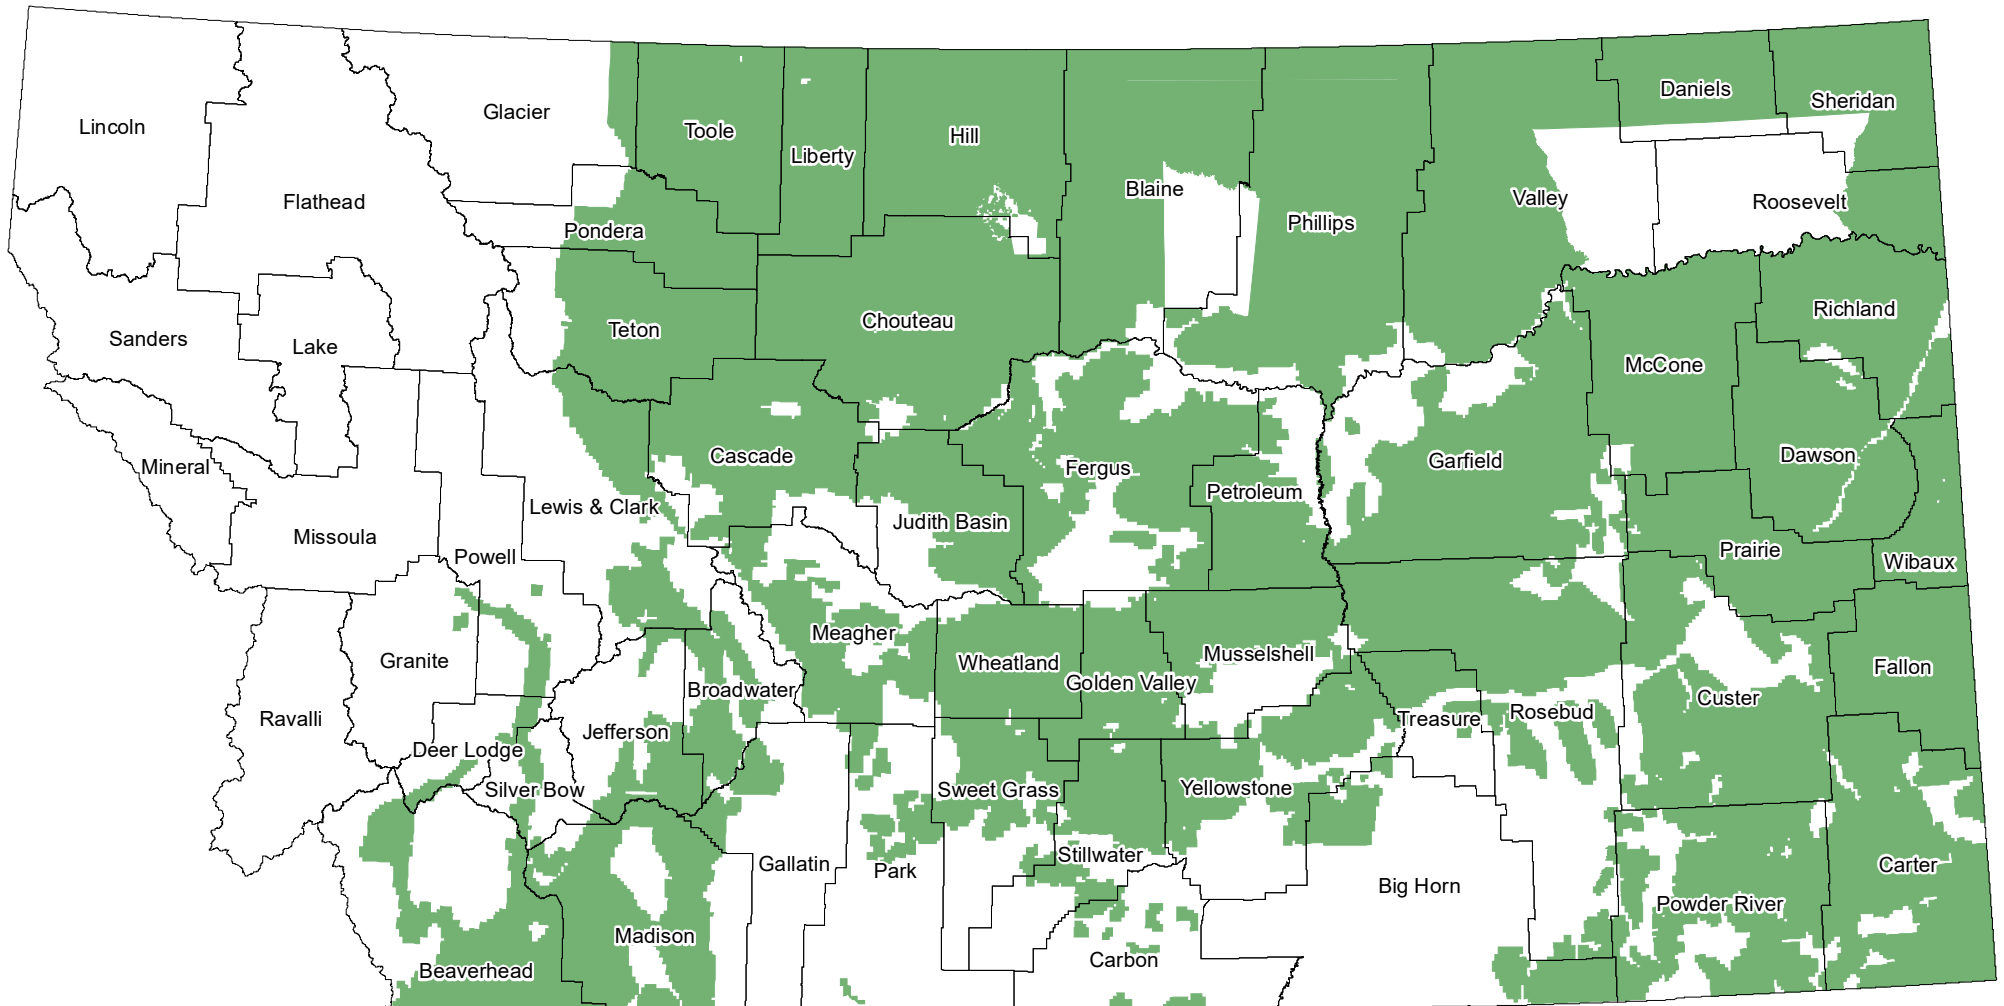 Daniels
Sheridan
Glacier
Lincoln
Toole
Hill
Liberty
Blaine
Valley
Flathead
Roosevelt
Phillips
Pondera
Richland
Chouteau
Teton
Sanders
Lake
McCone
Cascade
Dawson
Garfield
Mineral
Fergus
Petroleum
Lewis & Clark
Judith Basin
Missoula
Prairie
Powell
Wibaux
Meagher
Musselshell
Granite
Wheatland
Fallon
Golden Valley
Broadwater
Custer
Rosebud
Ravalli
Treasure
Jefferson
Deer Lodge
Yellowstone
Silver Bow
Sweet Grass
Stillwater
Gallatin
Carter
Park
Big Horn
Powder River
Madison
Carbon
Beaverhead